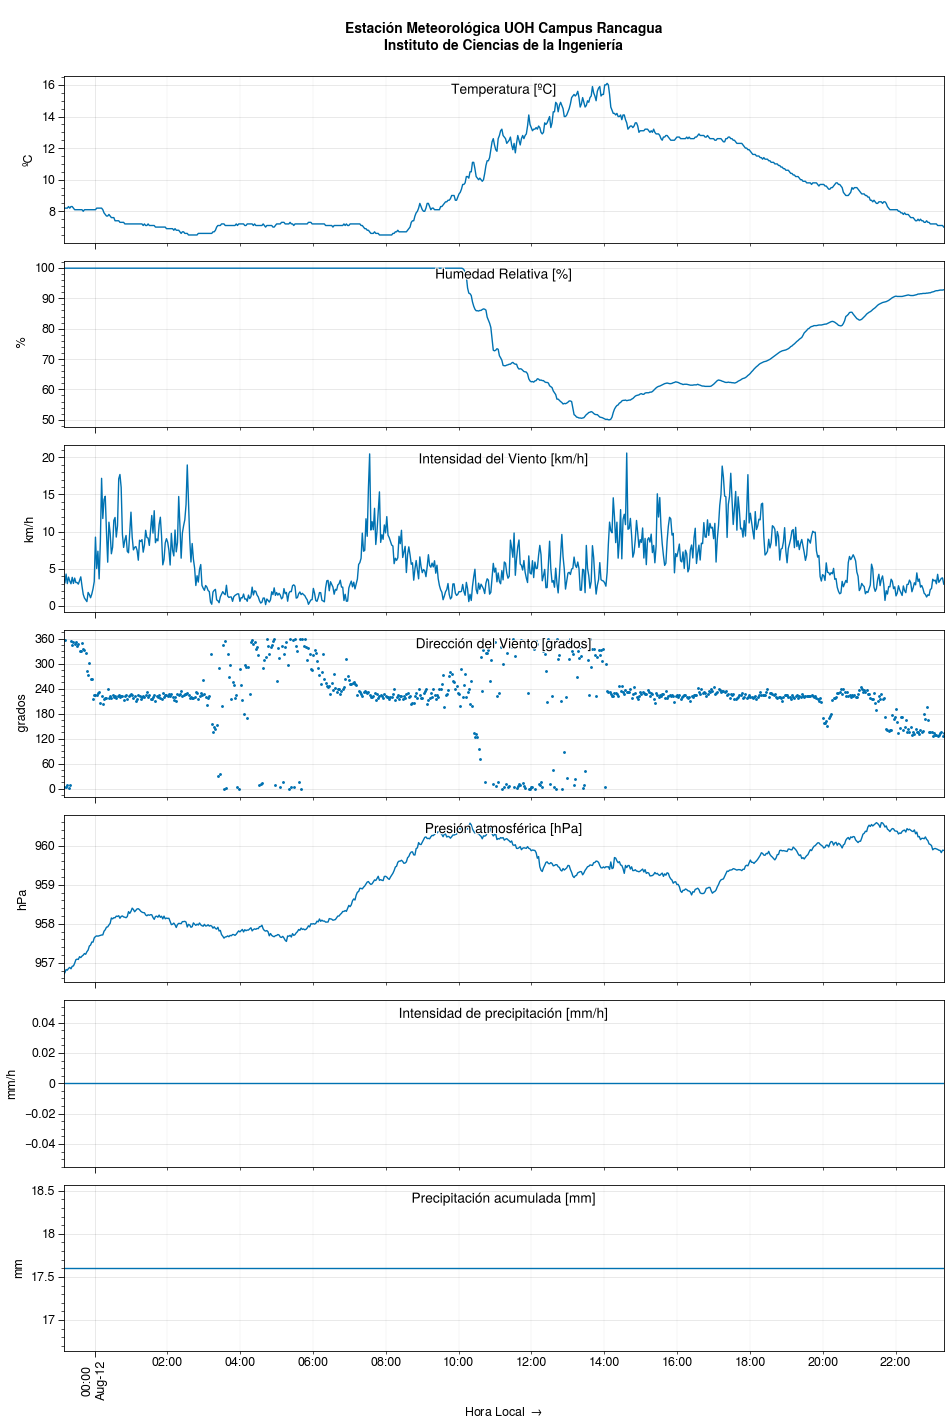 Estación Meteorológica UOH Campus Rancagua
Instituto de Ciencias de la Ingeniería
Temperatura [ºC]
ºC
16
14
12
10
8
Humedad Relativa [%]
%
100
90
80
70
60
50
Intensidad del Viento [km/h]
km/h
20
15
10
5
0
Dirección del Viento [grados]
grados
360
300
240
180
120
60
0
Presión atmosférica [hPa]
hPa
960
959
958
957
Intensidad de precipitación [mm/h]
mm/h
0.04
0.02
0
−0.02
−0.04
Precipitación acumulada [mm]
mm
18.5
18
17.5
17
00:00
Aug-12
02:00
04:00
06:00
08:00
10:00
12:00
14:00
16:00
18:00
20:00
22:00
Hora Local →